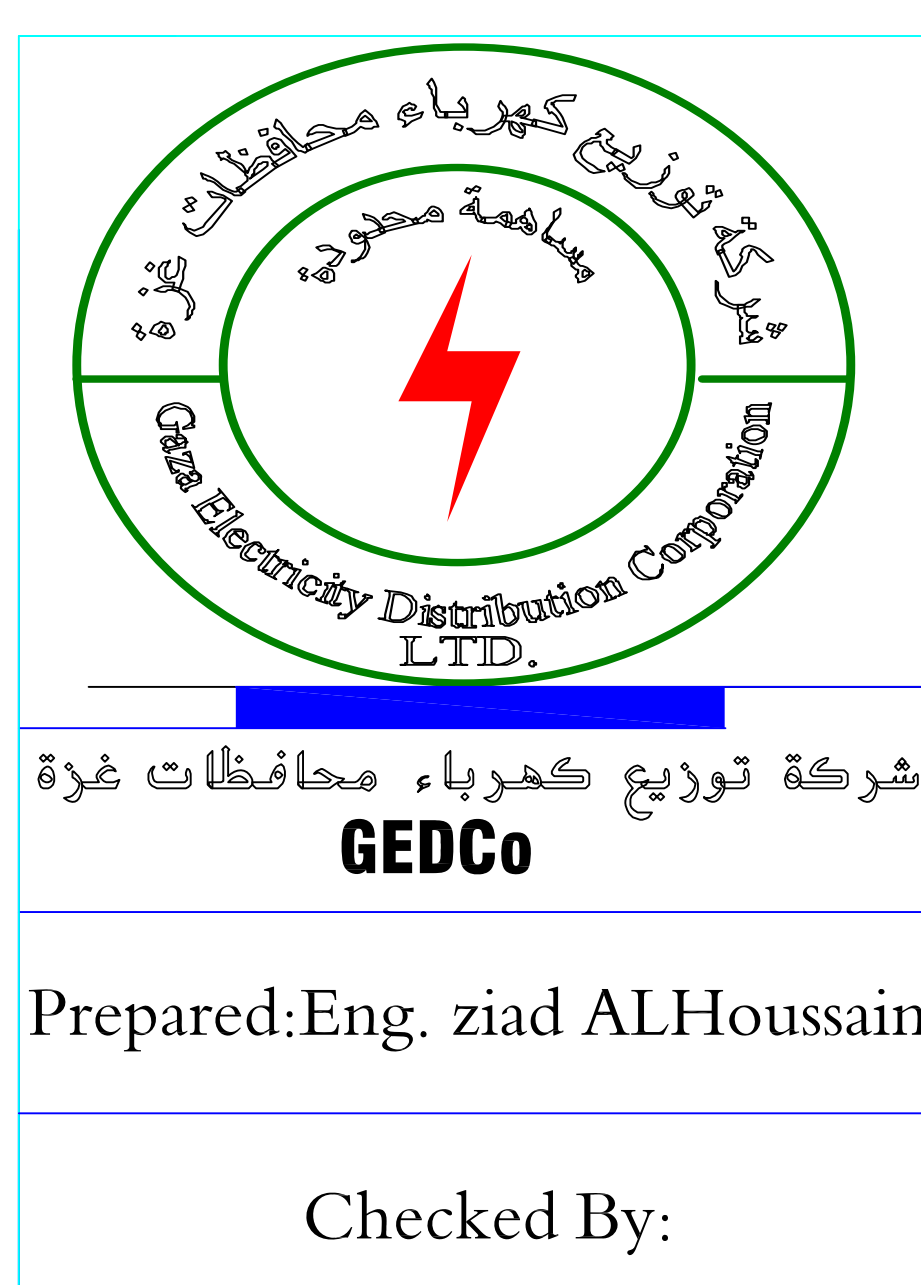 شركة توزيع كهرباء محافظات غزة
مساهمة محدودة
Gaza Electricity Distribution Corporation
LTD.
شركة توزيع كهرباء محافظات غزة
GEDCo
Prepared:Eng. ziad ALHoussain
Checked By: